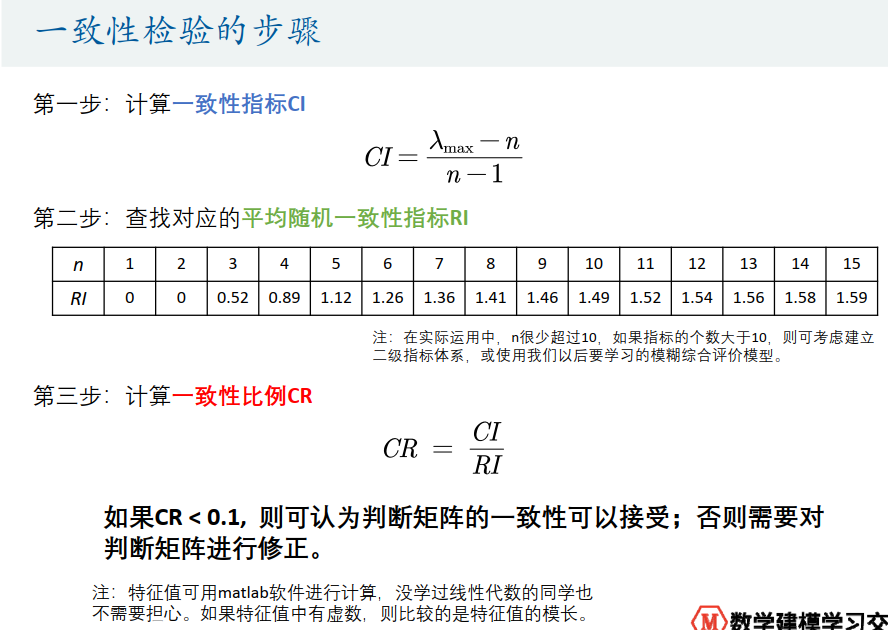 一致性检验的步骤
第一步：计算一致性指标CI
CI = (λmax − n) / (n − 1)
第二步：查找对应的平均随机一致性指标RI
n 1 2 3 4 5 6 7 8 9 10 11 12 13 14 15
RI 0 0 0.52 0.89 1.12 1.26 1.36 1.41 1.46 1.49 1.52 1.54 1.56 1.58 1.59
注：在实际运用中，n很少超过10，如果指标的个数大于10，则可考虑建立
二级指标体系，或使用我们以后要学习的模糊综合评价模型。
第三步：计算一致性比例CR
CR = CI / RI
如果CR < 0.1, 则可认为判断矩阵的一致性可以接受；否则需要对
判断矩阵进行修正。
注：特征值可用matlab软件进行计算，没学过线性代数的同学也
不需要担心。如果特征值中有虚数，则比较的是特征值的模长。
M 数学建模学习交